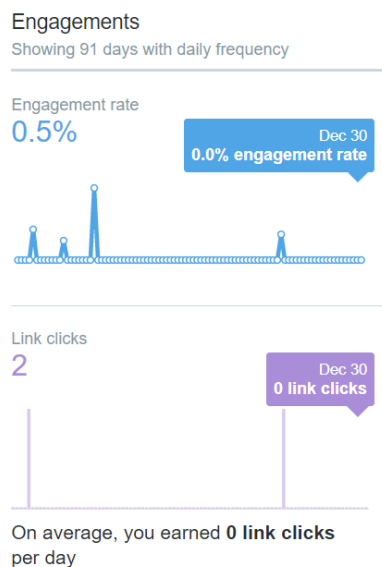 Engagements
Showing 91 days with daily frequency
Engagement rate
0.5%
Dec 30
0.0% engagement rate
Link clicks
2
Dec 30
0 link clicks
On average, you earned 0 link clicks
per day